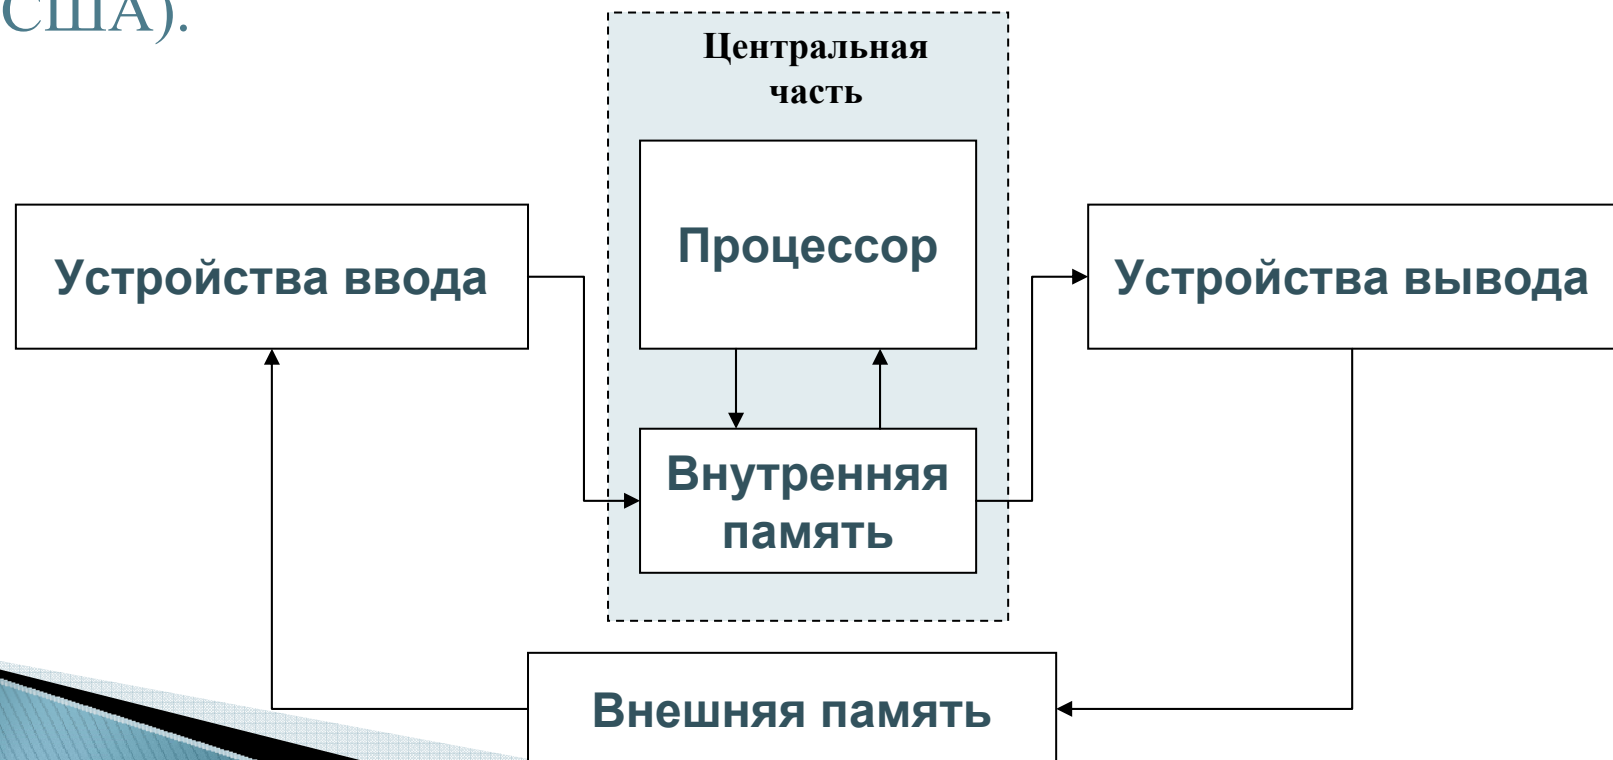 США).
Центральная
часть
Процессор
Устройства ввода
Устройства вывода
Внутренняя
память
Внешняя память